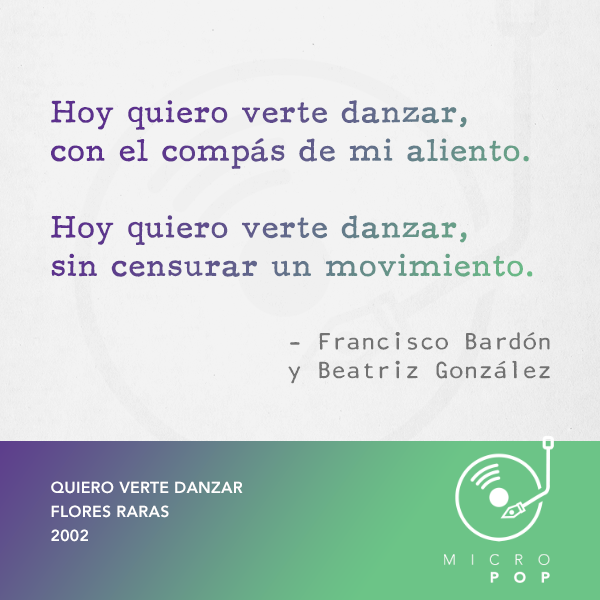 Hoy quiero verte danzar,
con el compás de mi aliento.
Hoy quiero verte danzar,
sin censurar un movimiento.
– Francisco Bardón
y Beatriz González
QUIERO VERTE DANZAR
FLORES RARAS
2002
MICRO
POP